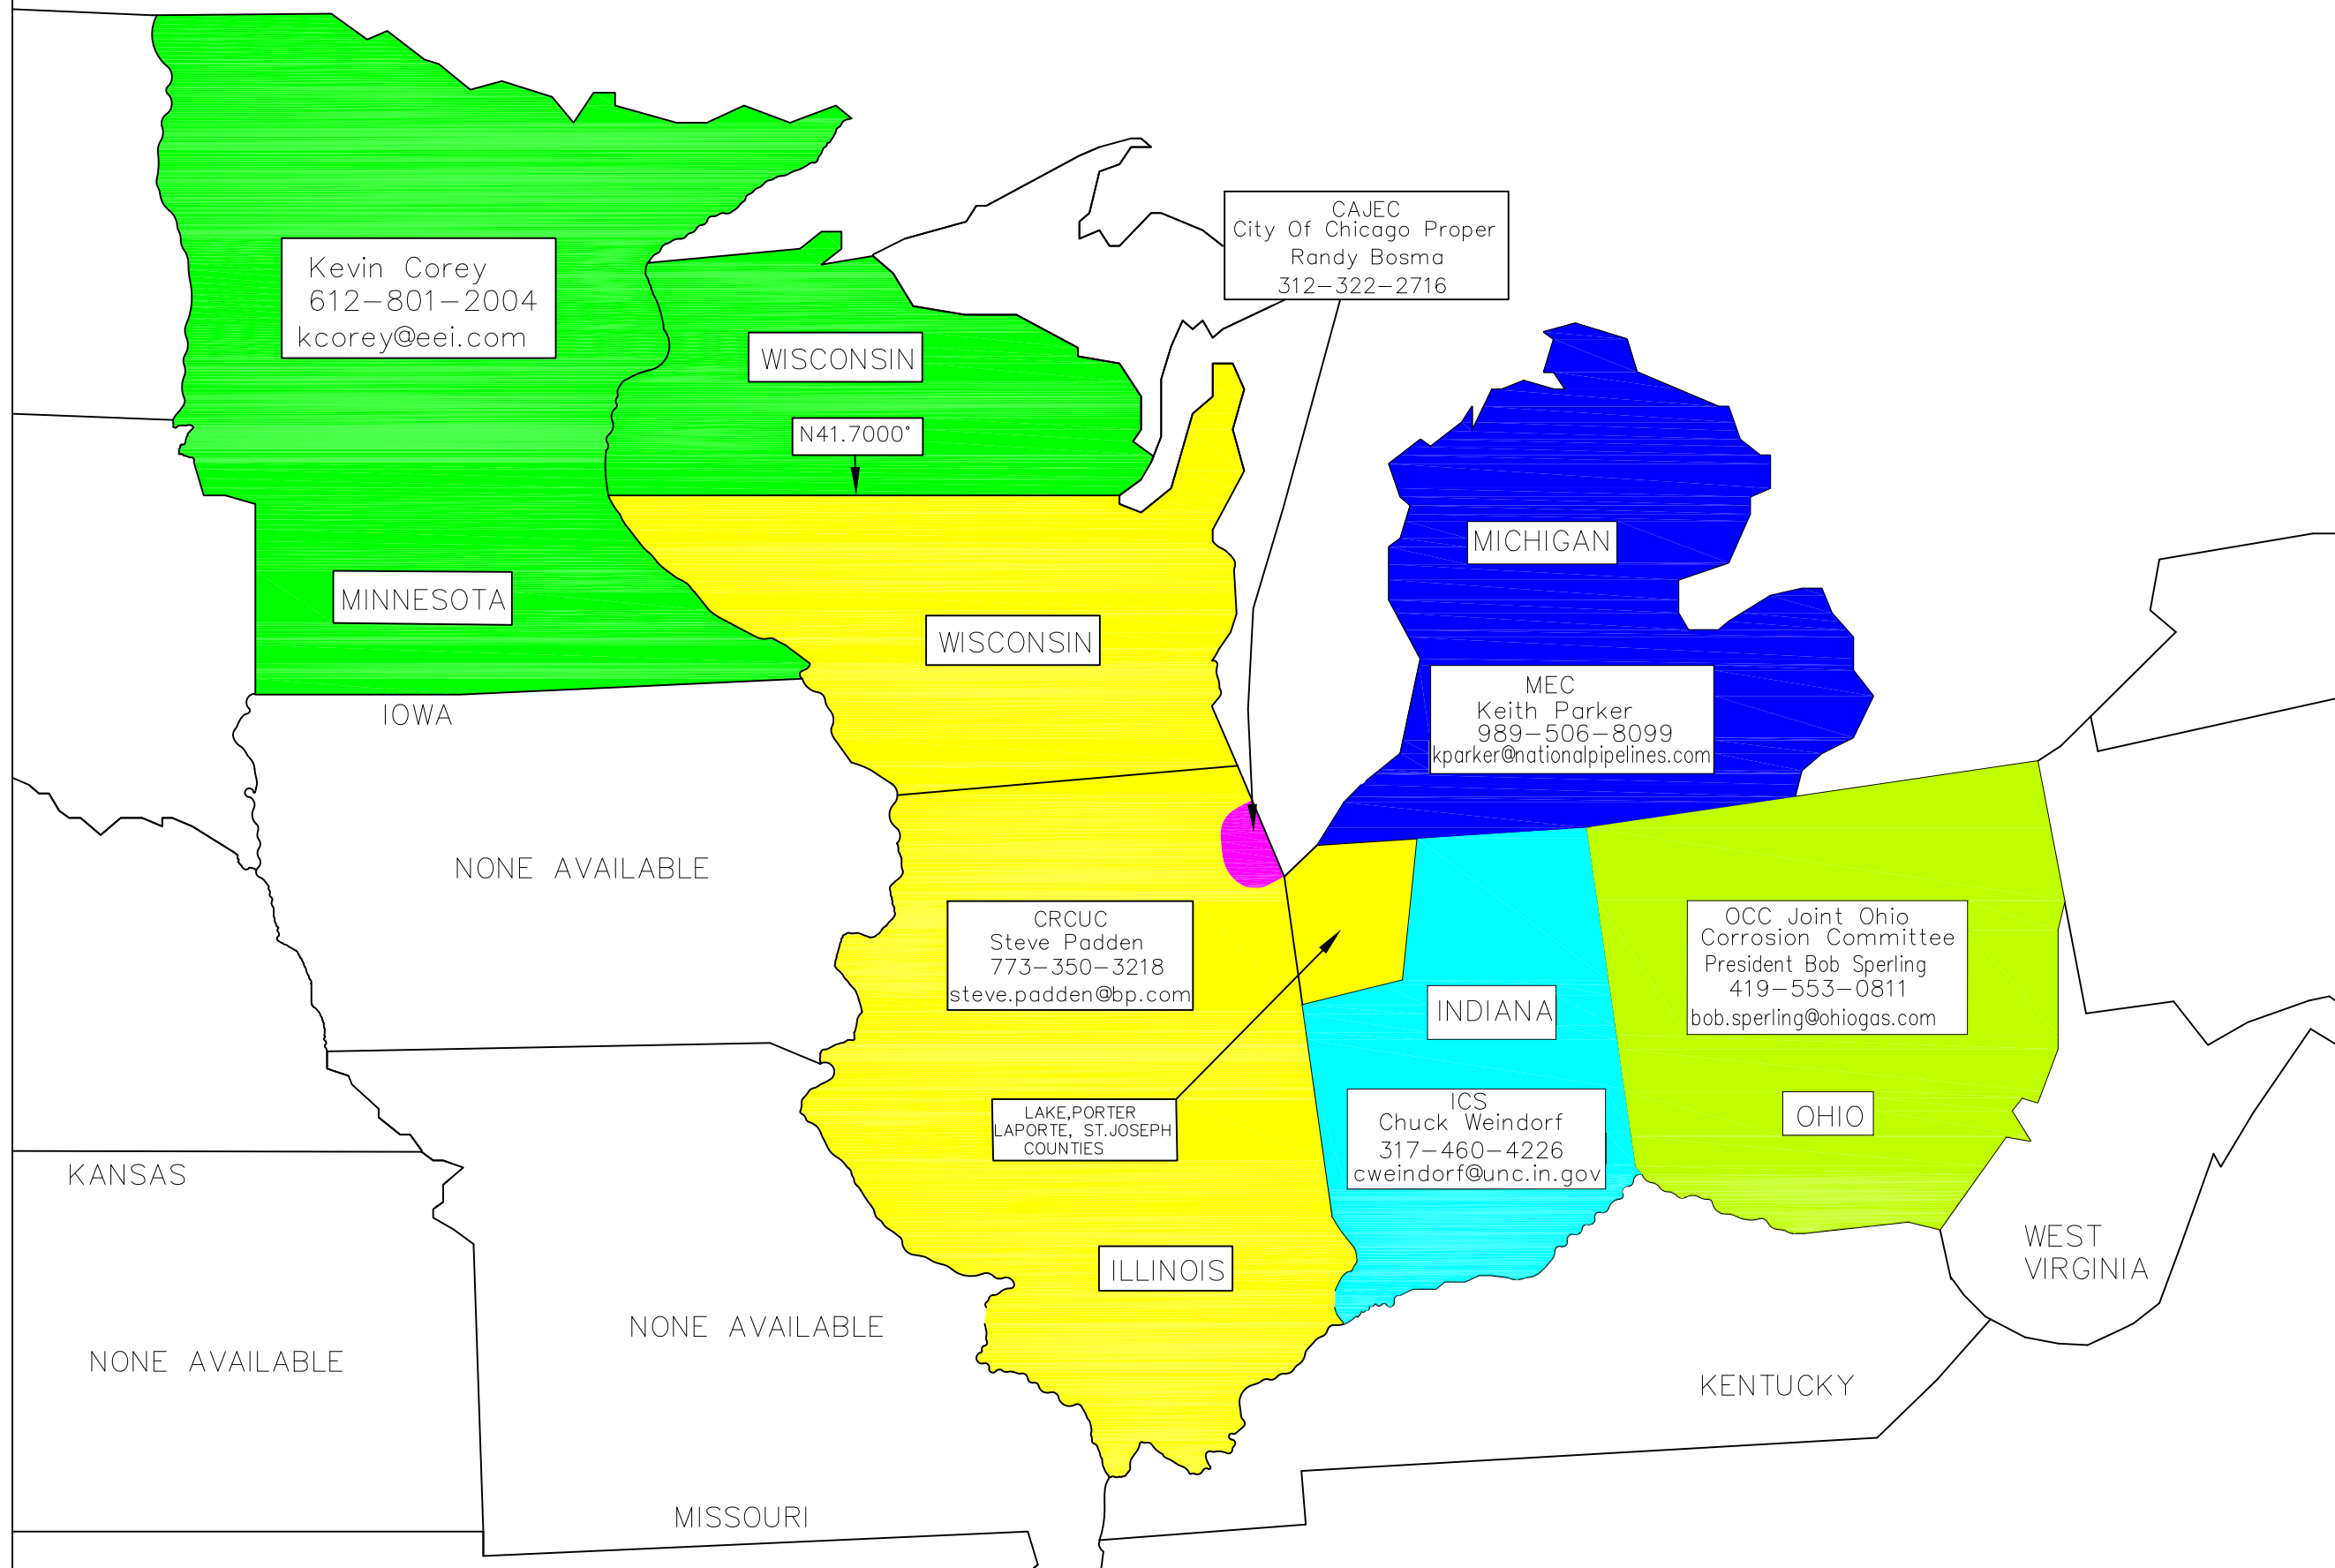 CAJEC
City Of Chicago Proper
Randy Bosma
312-322-2716
Kevin Corey
612-801-2004
kcorey@eei.com
WISCONSIN
N41.7000°
MICHIGAN
MINNESOTA
WISCONSIN
MEC
Keith Parker
989-506-8099
kparker@nationalpipelines.com
IOWA
NONE AVAILABLE
CRCUC
Steve Padden
773-350-3218
steve.padden@bp.com
OCC Joint Ohio
Corrosion Committee
President Bob Sperling
419-553-0811
bob.sperling@ohiogas.com
INDIANA
LAKE,PORTER
LAPORTE, ST.JOSEPH
COUNTIES
ICS
Chuck Weindorf
317-460-4226
cweindorf@unc.in.gov
OHIO
KANSAS
NONE AVAILABLE
ILLINOIS
WEST
VIRGINIA
NONE AVAILABLE
KENTUCKY
MISSOURI